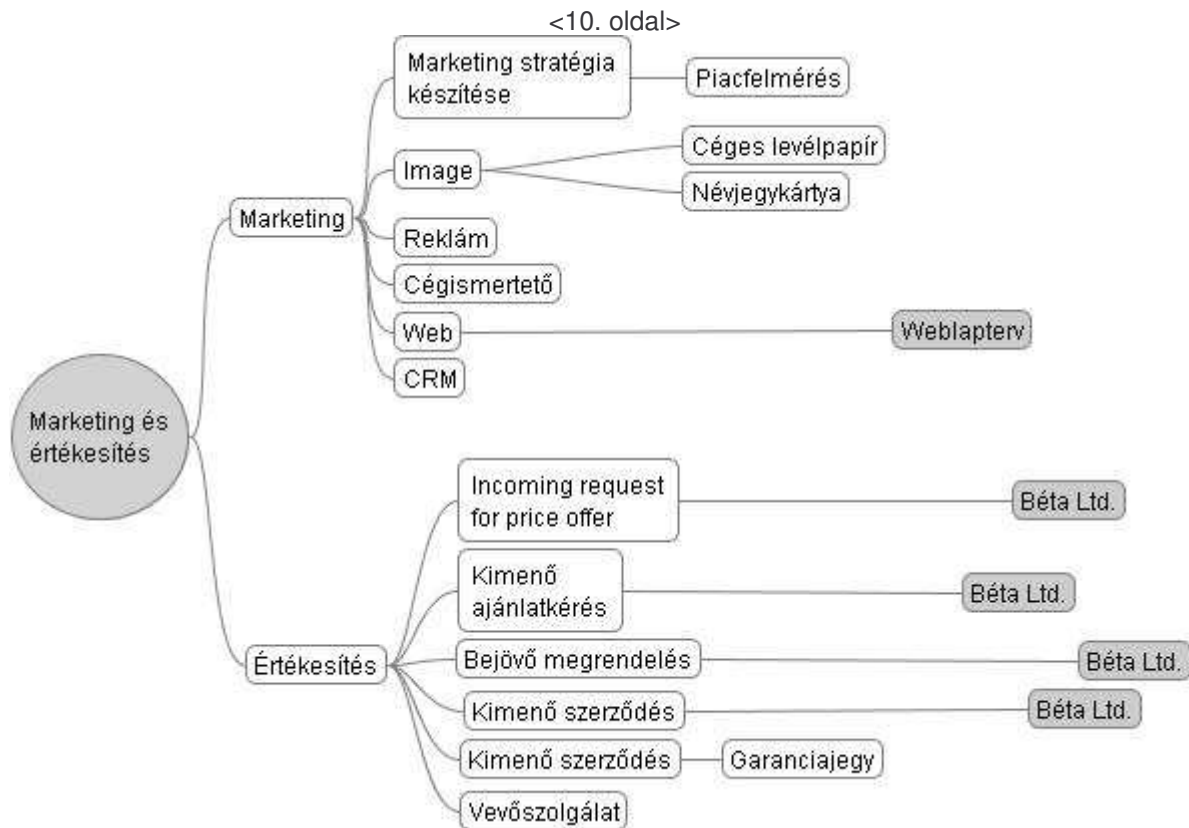 <10. oldal>
Marketing stratégia
készítése
Piacfelmérés
Image
Céges levélpapír
Névjegykártya
Marketing
Reklám
Cégismertető
Web
Weblapterv
CRM
Marketing és
értékesítés
Incoming request
for price offer
Béta Ltd.
Kimenő
ajánlatkérés
Béta Ltd.
Értékesítés
Bejövő megrendelés
Béta Ltd.
Kimenő szerződés
Béta Ltd.
Kimenő szerződés
Garanciajegy
Vevőszolgálat